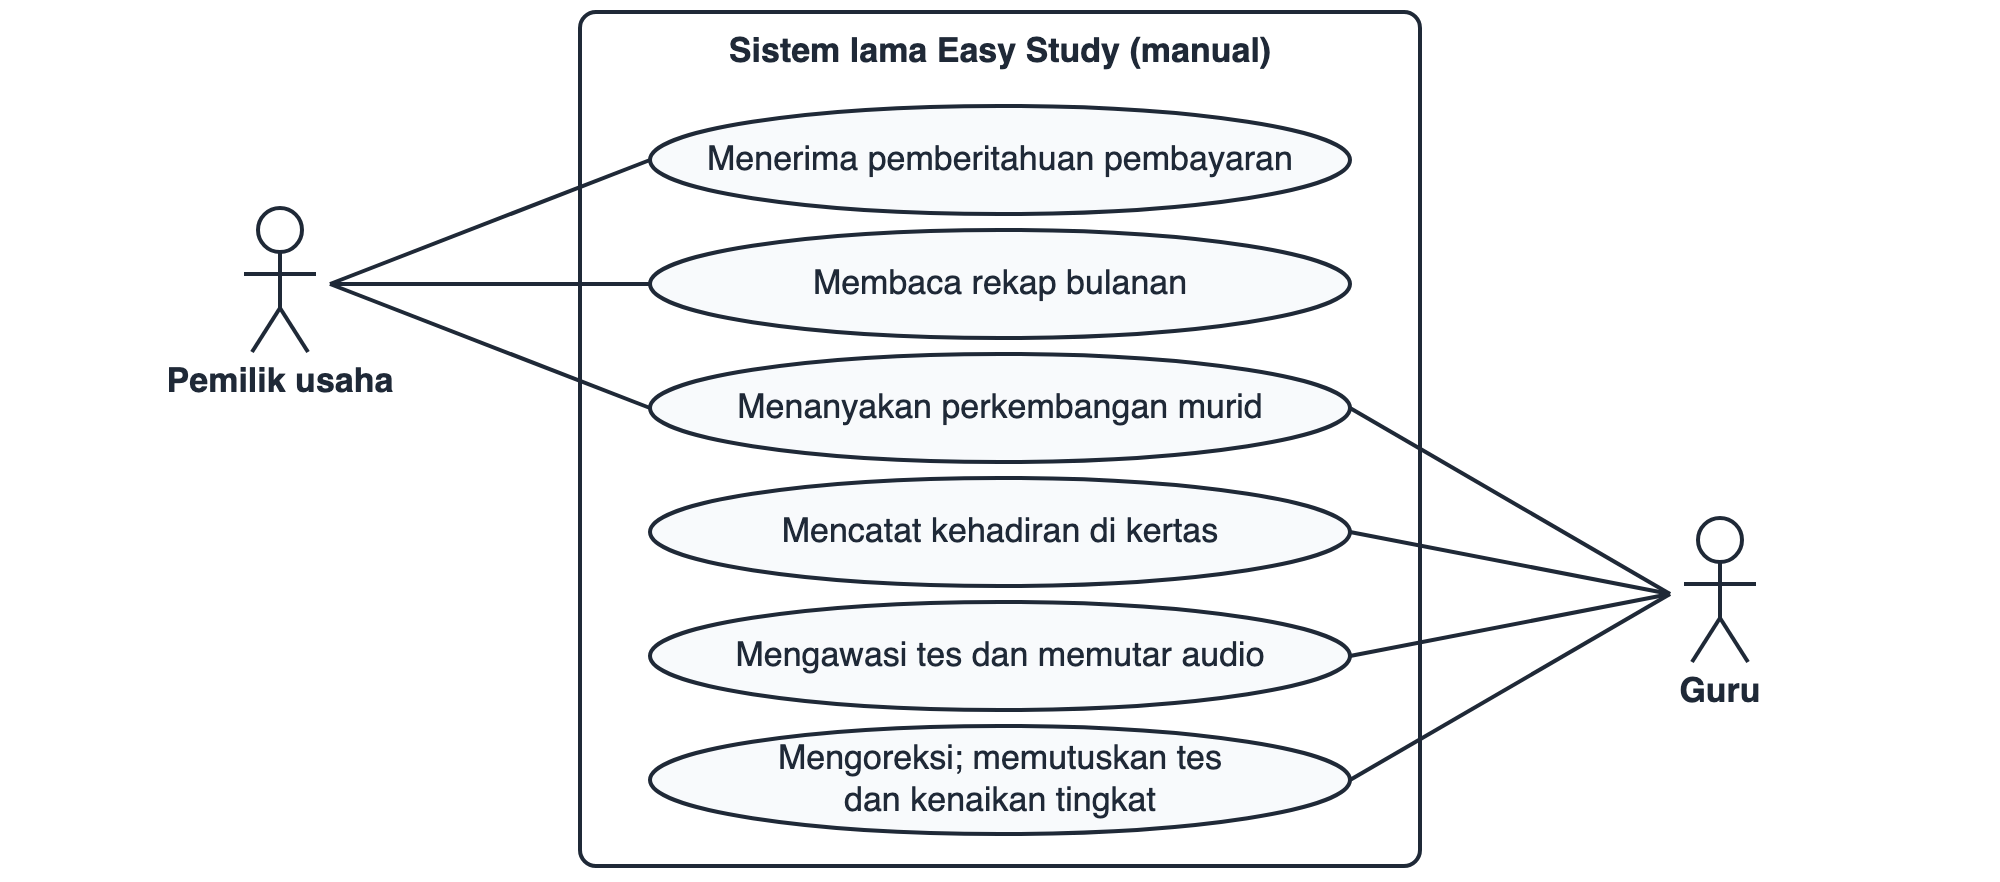 Sistem lama Easy Study (manual)
Menerima pemberitahuan pembayaran
Membaca rekap bulanan
Pemilik usaha
Menanyakan perkembangan murid
Mencatat kehadiran di kertas
Mengawasi tes dan memutar audio
Guru
Mengoreksi; memutuskan tes
dan kenaikan tingkat